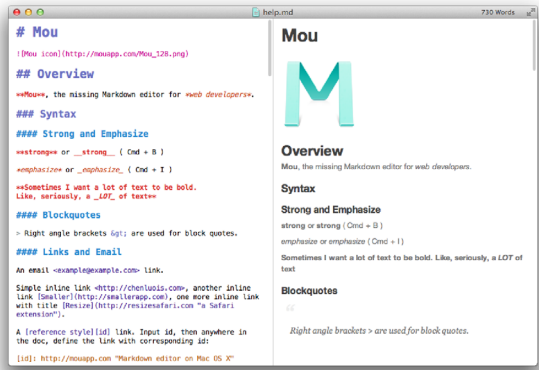 help.md
730 Words
# Mou
![Mou icon](http://mouapp.com/Mou_128.png)
## Overview
**Mou**, the missing Markdown editor for *web developers*.
### Syntax
#### Strong and Emphasize
**strong** or __strong__ ( Cmd + B )
*emphasize* or _emphasize_ ( Cmd + I )
**Sometimes I want a lot of text to be bold.
Like, seriously, a _LOT_ of text**
#### Blockquotes
> Right angle brackets &gt; are used for block quotes.
#### Links and Email
An email <example@example.com> link.
Simple inline link <http://chenluois.com>, another inline
link [Smaller](http://smallerapp.com), one more inline link
with title [Resize](http://resizesafari.com "a Safari
extension").
A [reference style][id] link. Input id, then anywhere in
the doc, define the link with corresponding id:
[id]: http://mouapp.com "Markdown editor on Mac OS X"
Mou
M
Overview
Mou, the missing Markdown editor for web developers.
Syntax
Strong and Emphasize
strong or strong ( Cmd + B )
emphasize or emphasize ( Cmd + I )
Sometimes I want a lot of text to be bold. Like, seriously, a LOT of
text
Blockquotes
“
Right angle brackets > are used for block quotes.